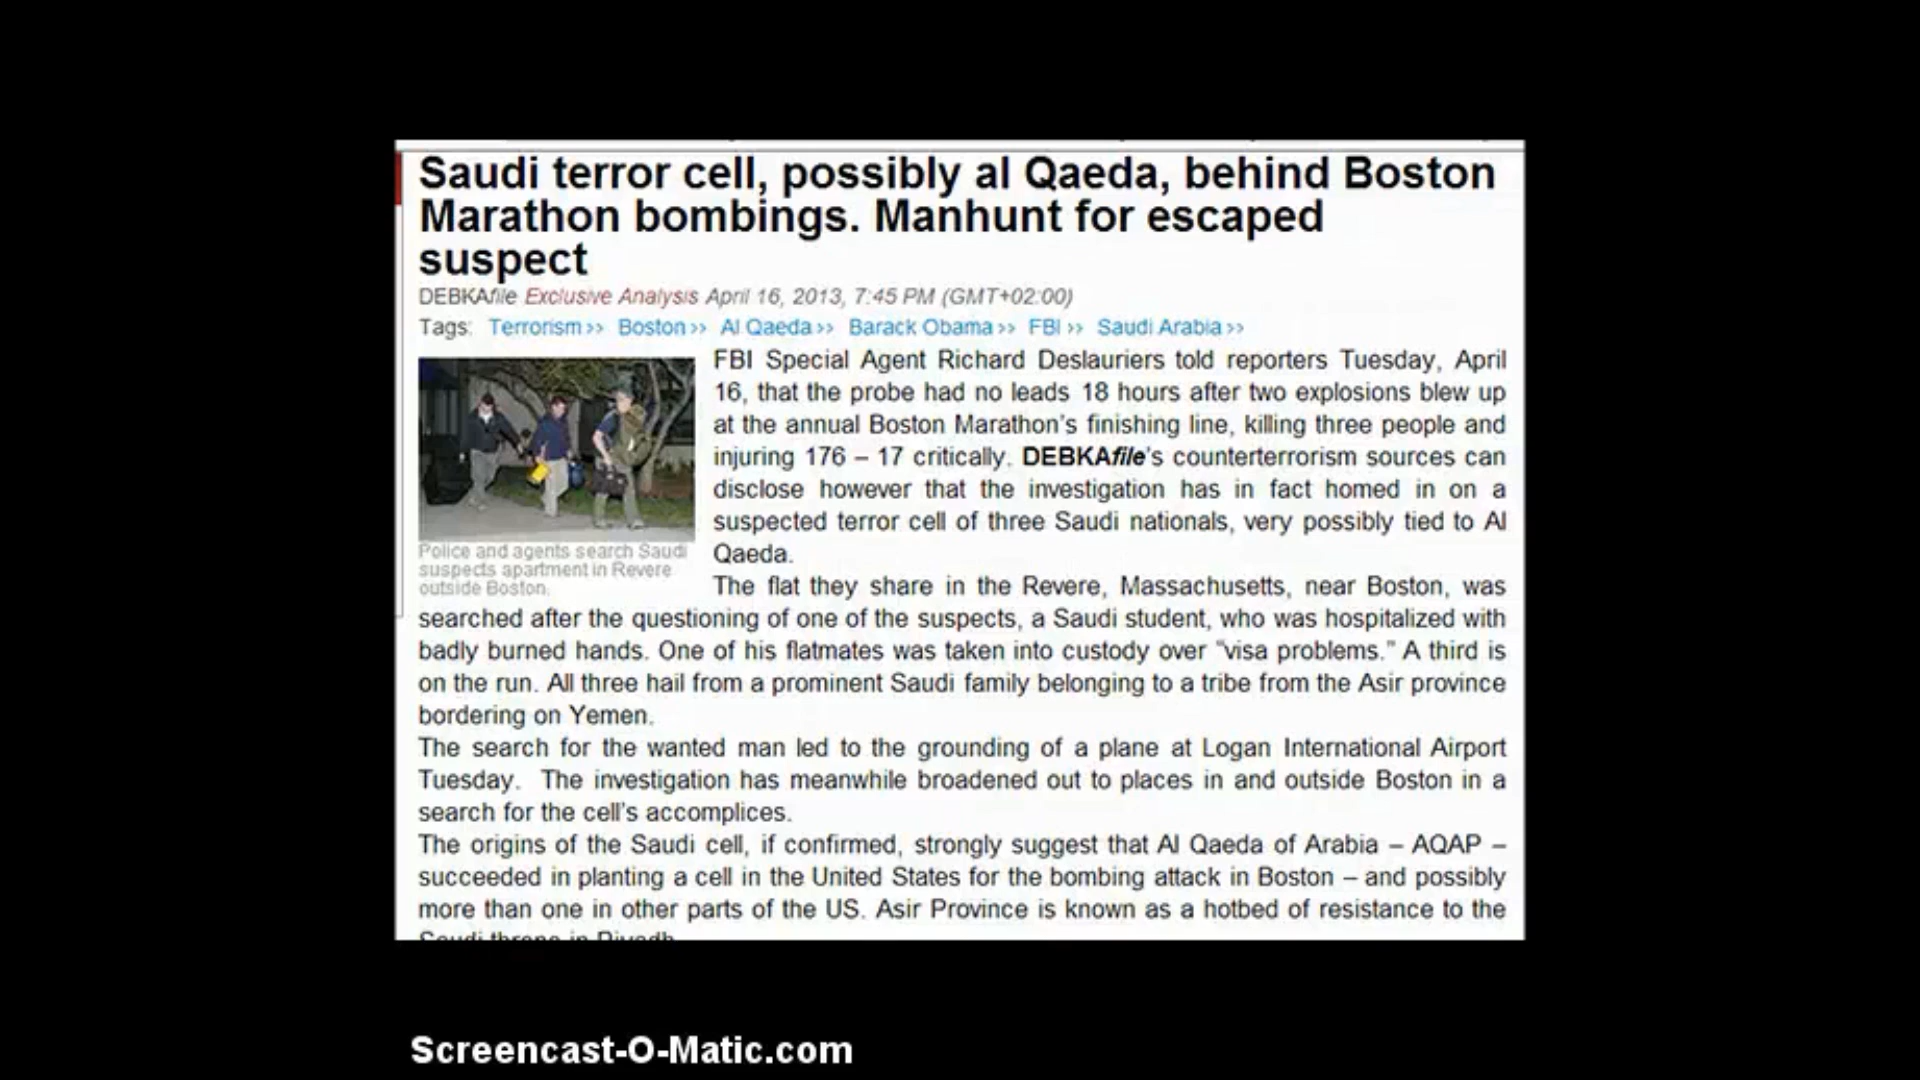 Saudi terror cell, possibly al Qaeda, behind Boston
Marathon bombings. Manhunt for escaped
suspect
DEBKAfile Exclusive Analysis April 16, 2013, 7:45 PM (GMT+02:00)
Tags: Terrorism >> Boston >> Al Qaeda >> Barack Obama >> FBI >> Saudi Arabia >>
FBI Special Agent Richard Deslauriers told reporters Tuesday, April
16, that the probe had no leads 18 hours after two explosions blew up
at the annual Boston Marathon's finishing line, killing three people and
injuring 176 – 17 critically. DEBKAfile's counterterrorism sources can
disclose however that the investigation has in fact homed in on a
suspected terror cell of three Saudi nationals, very possibly tied to Al
Qaeda.
Police and agents search Saudi
suspects apartment in Revere
outside Boston.
The flat they share in the Revere, Massachusetts, near Boston, was
searched after the questioning of one of the suspects, a Saudi student, who was hospitalized with
badly burned hands. One of his flatmates was taken into custody over "visa problems." A third is
on the run. All three hail from a prominent Saudi family belonging to a tribe from the Asir province
bordering on Yemen.
The search for the wanted man led to the grounding of a plane at Logan International Airport
Tuesday. The investigation has meanwhile broadened out to places in and outside Boston in a
search for the cell's accomplices.
The origins of the Saudi cell, if confirmed, strongly suggest that Al Qaeda of Arabia – AQAP –
succeeded in planting a cell in the United States for the bombing attack in Boston – and possibly
more than one in other parts of the US. Asir Province is known as a hotbed of resistance to the
Saudi throne in Riyadh
Screencast-O-Matic.com